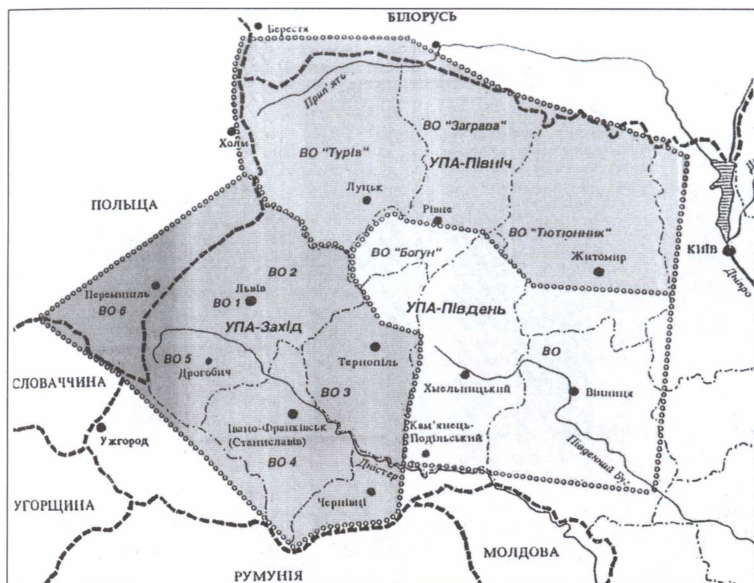 БІЛОРУСЬ
Берестя
Прип'ять
ВО "Заграва"
Холм
ВО "Турів"
УПА-Північ
ПОЛЬЩА
Луцьк
Рівне
ВО "Тютюнник"
КИЇВ
ВО "Богун"
Житомир
Дніпро
ВО 2
Перемишль
Львів
ВО 1
ВО 6
УПА-Південь
УПА-Захід
ВО 5
Тернопіль
ВО
Дрогобич
СЛОВАЧЧИНА
Хмельницький
Вінниця
ВО 3
Івано-Франківськ
(Станиславів)
Кам'янець-
Подільський
Ужгород
ВО 4
Дністер
Південний Бу
УГОРЩИНА
Чернівці
МОЛДОВА
РУМУНІЯ